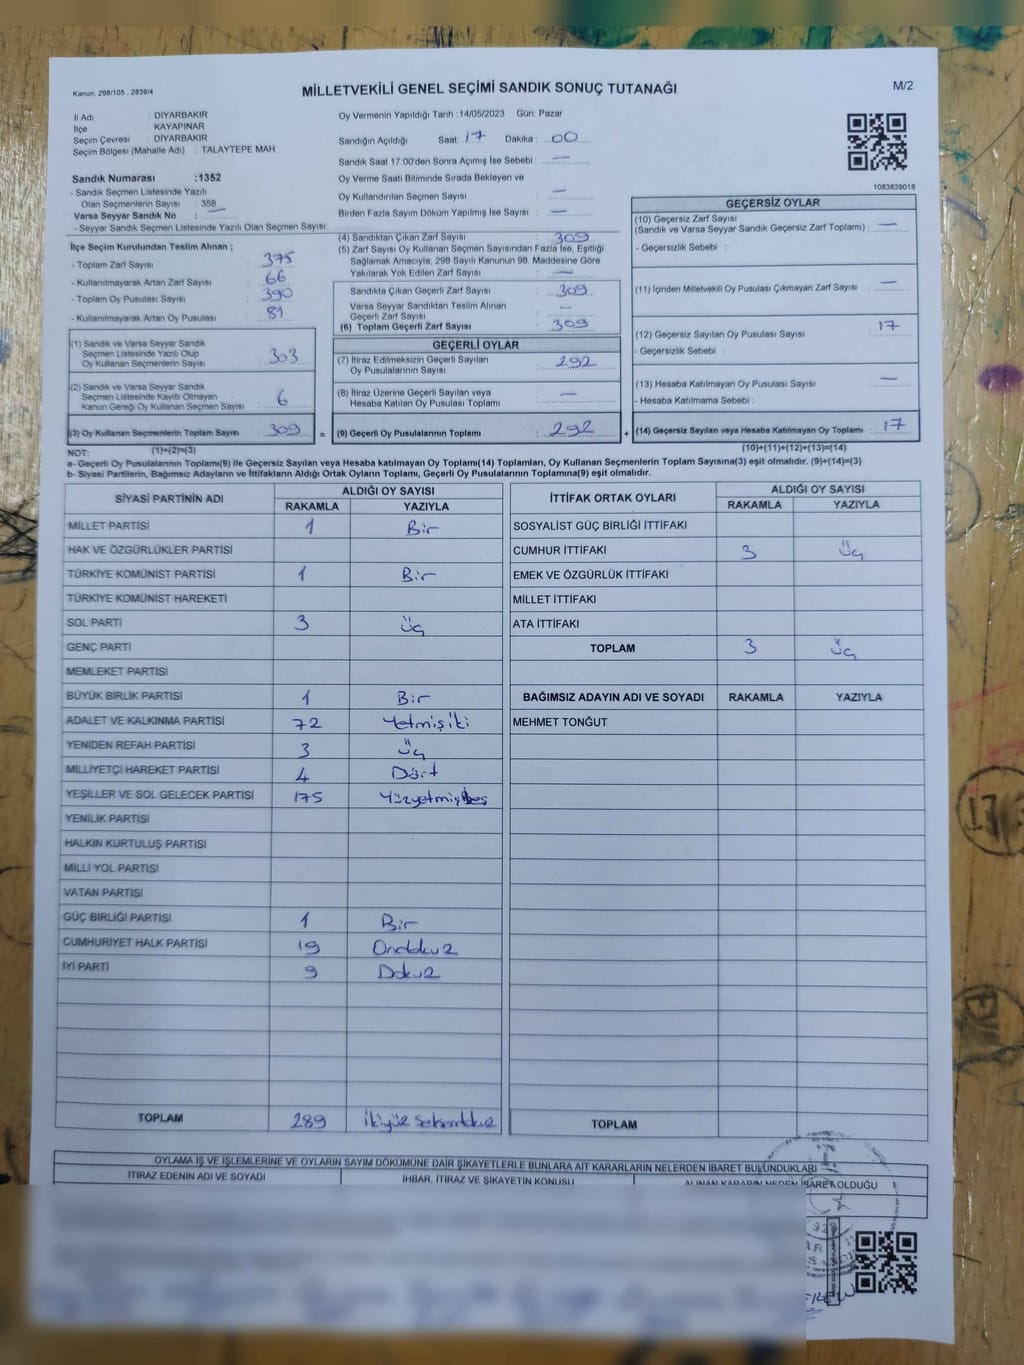 Kanun: 298/105 , 2839/4
MİLLETVEKİLİ GENEL SEÇİMİ SANDIK SONUÇ TUTANAĞI
M/2
İl Adı : DİYARBAKIR
İlçe : KAYAPINAR
Seçim Çevresi : DİYARBAKIR
Seçim Bölgesi (Mahalle Adı) : TALAYTEPE MAH.
Oy Vermenin Yapıldığı Tarih :14/05/2023 Gün: Pazar
Sandığın Açıldığı Saat: 17 Dakika : 00
Sandık Saat 17:00'den Sonra Açımış İse Sebebi : —
Oy Verme Saati Bitiminde Sırada Bekleyen ve
Oy Kullandırılan Seçmen Sayısı : —
Birden Fazla Sayım Döküm Yapılmış İse Sayısı : —
1083839018
Sandık Numarası :1352
- Sandık Seçmen Listesinde Yazılı
Olan Seçmenlerin Sayısı : 358
Varsa Seyyar Sandık No : —
- Seyyar Sandık Seçmen Listesinde Yazılı Olan Seçmen Sayısı:
İlçe Seçim Kurulundan Teslim Alınan ;
- Toplam Zarf Sayısı : 375
- Kullanılmayarak Artan Zarf Sayısı : 66
- Toplam Oy Pusulası Sayısı : 390
- Kullanılmayarak Artan Oy Pusulası : 81
(1) Sandık ve Varsa Seyyar Sandık
Seçmen Listesinde Yazılı Olup
Oy Kullanan Seçmenlerin Sayısı : 303
(2) Sandık ve Varsa Seyyar Sandık
Seçmen Listesinde Kayıtlı Olmayan
Kanun Gereği Oy Kullanan Seçmen Sayısı : 6
(3) Oy Kullanan Seçmenlerin Toplam Sayısı : 309 =
(4) Sandıktan Çıkan Zarf Sayısı : 309
(5) Zarf Sayısı Oy Kullanan Seçmen Sayısından Fazla İse, Eşitliği
Sağlamak Amacıyla, 298 Sayılı Kanunun 98. Maddesine Göre
Yakılarak Yok Edilen Zarf Sayısı : —
Sandıkta Çıkan Geçerli Zarf Sayısı : 309
Varsa Seyyar Sandıktan Teslim Alınan
Geçerli Zarf Sayısı : —
(6) Toplam Geçerli Zarf Sayısı : 309
GEÇERLİ OYLAR
(7) İtiraz Edilmeksizin Geçerli Sayılan
Oy Pusulalarının Sayısı : 292
(8) İtiraz Üzerine Geçerli Sayılan veya
Hesaba Katılan Oy Pusulası Toplamı : —
(9) Geçerli Oy Pusulalarının Toplamı : 292 +
GEÇERSİZ OYLAR
(10) Geçersiz Zarf Sayısı
(Sandık ve Varsa Seyyar Sandık Geçersiz Zarf Toplamı) : —
- Geçersizlik Sebebi :
(11) İçinden Milletvekili Oy Pusulası Çıkmayan Zarf Sayısı : —
(12) Geçersiz Sayılan Oy Pusulası Sayısı : 17
- Geçersizlik Sebebi :
(13) Hesaba Katılmayan Oy Pusulası Sayısı : —
- Hesaba Katılmama Sebebi :
(14) Geçersiz Sayılan veya Hesaba Katılmayan Oy Toplamı : 17
NOT: (1)+(2)=(3) (10)+(11)+(12)+(13)=(14)
a- Geçerli Oy Pusulalarının Toplamı(9) ile Geçersiz Sayılan veya Hesaba katılmayan Oy Toplamı(14) Toplamları, Oy Kullanan Seçmenlerin Toplam Sayısına(3) eşit olmalıdır. (9)+(14)=(3)
b- Siyasi Partilerin, Bağımsız Adayların ve İttifakların Aldığı Ortak Oyların Toplamı, Geçerli Oy Pusulalarının Toplamına(9) eşit olmalıdır.
SİYASİ PARTİNİN ADI ALDIĞI OY SAYISI
RAKAMLA YAZIYLA
MİLLET PARTİSİ 1 Bir
HAK VE ÖZGÜRLÜKLER PARTİSİ
TÜRKİYE KOMÜNİST PARTİSİ 1 Bir
TÜRKİYE KOMÜNİST HAREKETİ
SOL PARTİ 3 üç
GENÇ PARTİ
MEMLEKET PARTİSİ
BÜYÜK BİRLİK PARTİSİ 1 Bir
ADALET VE KALKINMA PARTİSİ 72 Yetmişiki
YENİDEN REFAH PARTİSİ 3 üç
MİLLİYETÇİ HAREKET PARTİSİ 4 Dört
YEŞİLLER VE SOL GELECEK PARTİSİ 175 Yüzyetmişbeş
YENİLİK PARTİSİ
HALKIN KURTULUŞ PARTİSİ
MİLLİ YOL PARTİSİ
VATAN PARTİSİ
GÜÇ BİRLİĞİ PARTİSİ 1 Bir
CUMHURİYET HALK PARTİSİ 19 Ondokuz
İYİ PARTİ 9 Dokuz
TOPLAM 289
İTTİFAK ORTAK OYLARI ALDIĞI OY SAYISI
RAKAMLA YAZIYLA
SOSYALİST GÜÇ BİRLİĞİ İTTİFAKI
CUMHUR İTTİFAKI 3 üç
EMEK VE ÖZGÜRLÜK İTTİFAKI
MİLLET İTTİFAKI
ATA İTTİFAKI
TOPLAM 3 üç
BAĞIMSIZ ADAYIN ADI VE SOYADI RAKAMLA YAZIYLA
MEHMET TONĞUT
TOPLAM
OYLAMA İŞ VE İŞLEMLERİNE VE OYLARIN SAYIM DÖKÜMÜNE DAİR ŞİKAYETLERLE BUNLARA AİT KARARLARIN NELERDEN İBARET BULUNDUKLARI
İTİRAZ EDENİN ADI VE SOYADI İHBAR, İTİRAZ VE ŞİKAYETİN KONUSU ALINAN KARARIN NEDEN İBARET OLDUĞU